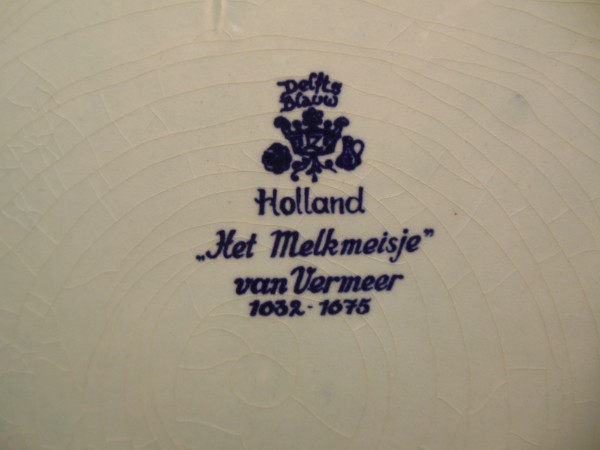 Delfts
Blauw
Holland
„Het Melkmeisje”
van Vermeer
1632 - 1675